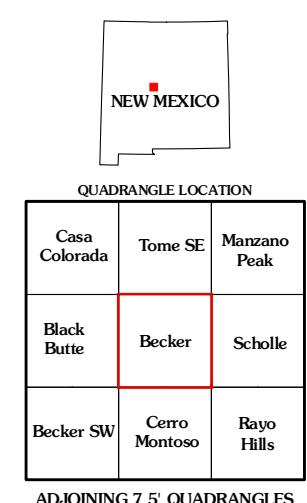 NEW MEXICO
QUADRANGLE LOCATION
Casa
Colorada
Tome SE
Manzano
Peak
Black
Butte
Becker
Scholle
Becker SW
Cerro
Montoso
Rayo
Hills
ADJOINING 7.5' QUADRANGLES